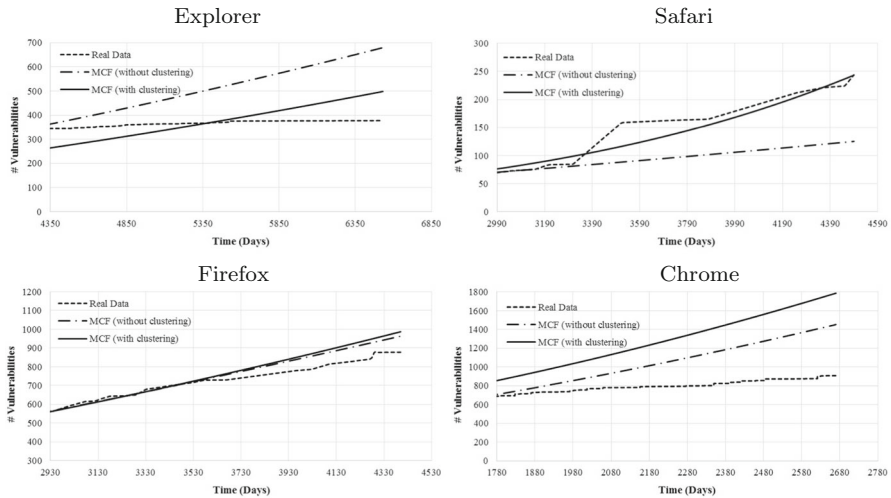 Explorer
700
600
500
400
300
200
100
0
# Vulnerabilities
Real Data
MCF (without clustering)
MCF (with clustering)
4350 4850 5350 5850 6350 6850
Time (Days)
Safari
300
250
200
150
100
50
0
# Vulnerabilities
Real Data
MCF (without clustering)
MCF (with clustering)
2990 3190 3390 3590 3790 3990 4190 4390 4590
Time (Days)
Firefox
1200
1100
1000
900
800
700
600
500
400
300
# Vulnerabilities
Real Data
MCF (without clustering)
MCF (with clustering)
2930 3130 3330 3530 3730 3930 4130 4330 4530
Time (Days)
Chrome
1800
1600
1400
1200
1000
800
600
400
200
0
# Vulnerabilities
Real Data
MCF (without clustering)
MCF (with clustering)
1780 1880 1980 2080 2180 2280 2380 2480 2580 2680 2780
Time (Days)